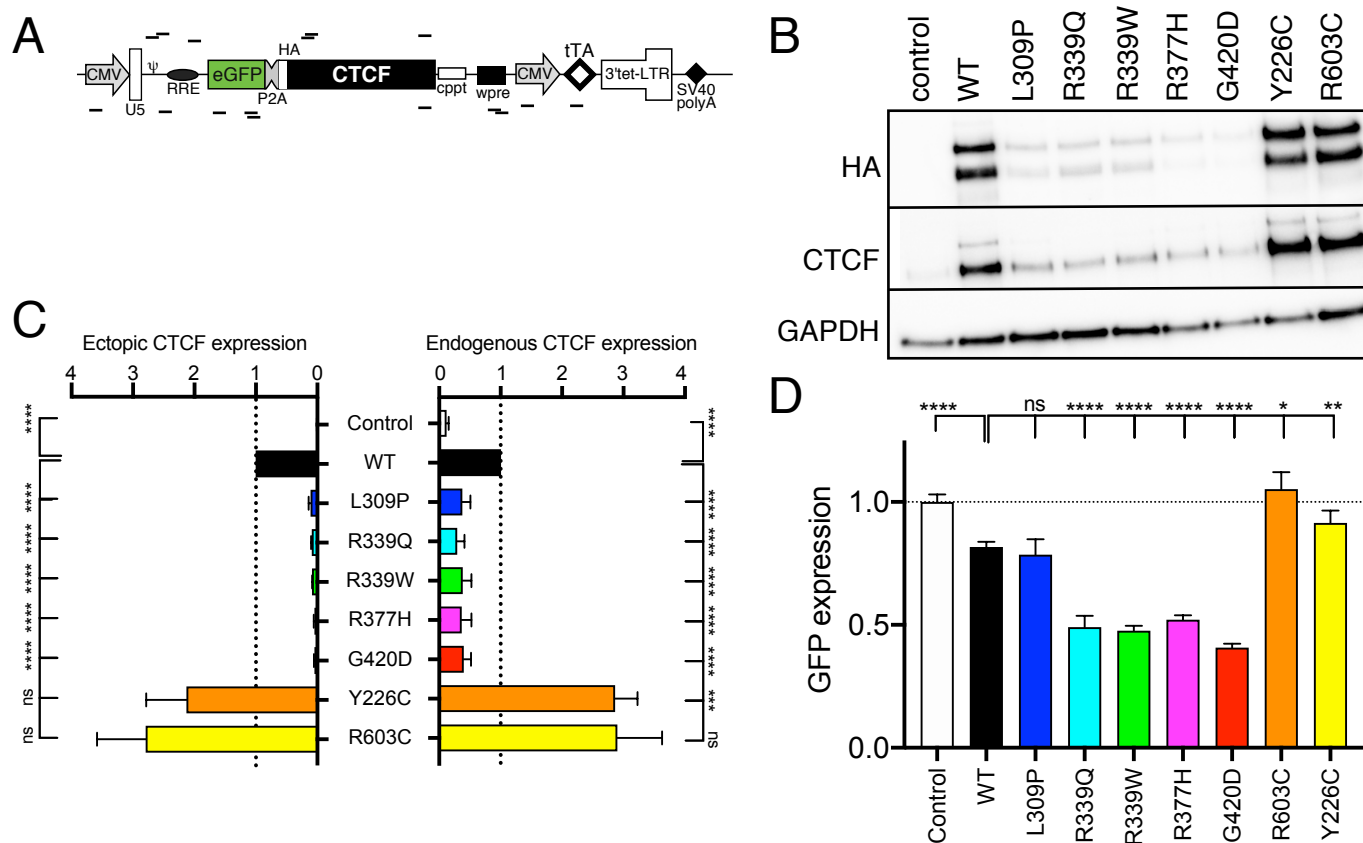 A
CMV
U5
ψ
RRE
eGFP
P2A
HA
CTCF
cppt
wpre
CMV
tTA
3'tet-LTR
SV40
polyA
B
control
WT
L309P
R339Q
R339W
R377H
G420D
Y226C
R603C
HA
CTCF
GAPDH
C
Ectopic CTCF expression
Endogenous CTCF expression
4 3 2 1 0
0 1 2 3 4
**** Control ****
WT
**** L309P ****
**** R339Q ****
**** R339W ****
**** R377H ****
**** G420D ****
ns Y226C ***
ns R603C ns
D
**** ns **** **** **** **** * **
GFP expression
1.0
0.5
0.0
Control
WT
L309P
R339Q
R339W
R377H
G420D
R603C
Y226C